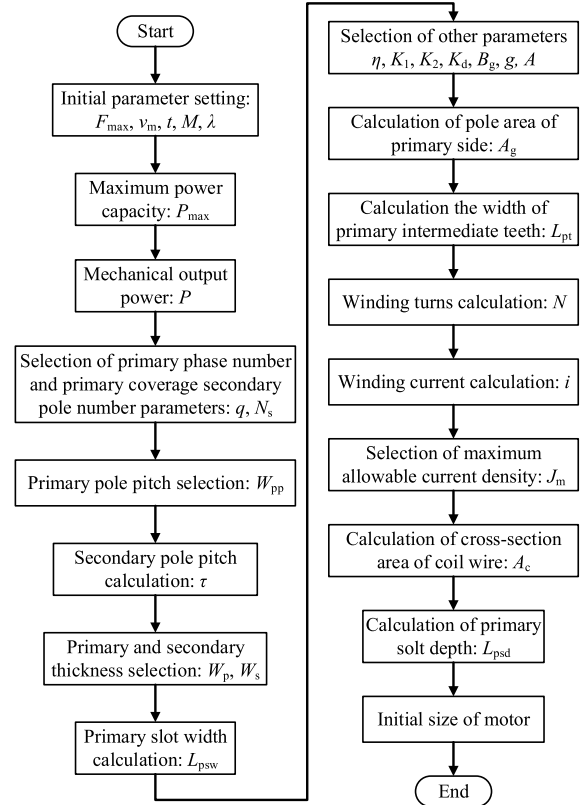 Start
Initial parameter setting:
Fmax, vm, t, M, λ
Maximum power
capacity: Pmax
Mechanical output
power: P
Selection of primary phase number
and primary coverage secondary
pole number parameters: q, Ns
Primary pole pitch selection: Wpp
Secondary pole pitch
calculation: τ
Primary and secondary
thickness selection: Wp, Ws
Primary slot width
calculation: Lpsw
Selection of other parameters
η, K1, K2, Kd, Bg, g, A
Calculation of pole area of
primary side: Ag
Calculation the width of
primary intermediate teeth: Lpt
Winding turns calculation: N
Winding current calculation: i
Selection of maximum
allowable current density: Jm
Calculation of cross-section
area of coil wire: Ac
Calculation of primary
solt depth: Lpsd
Initial size of motor
End